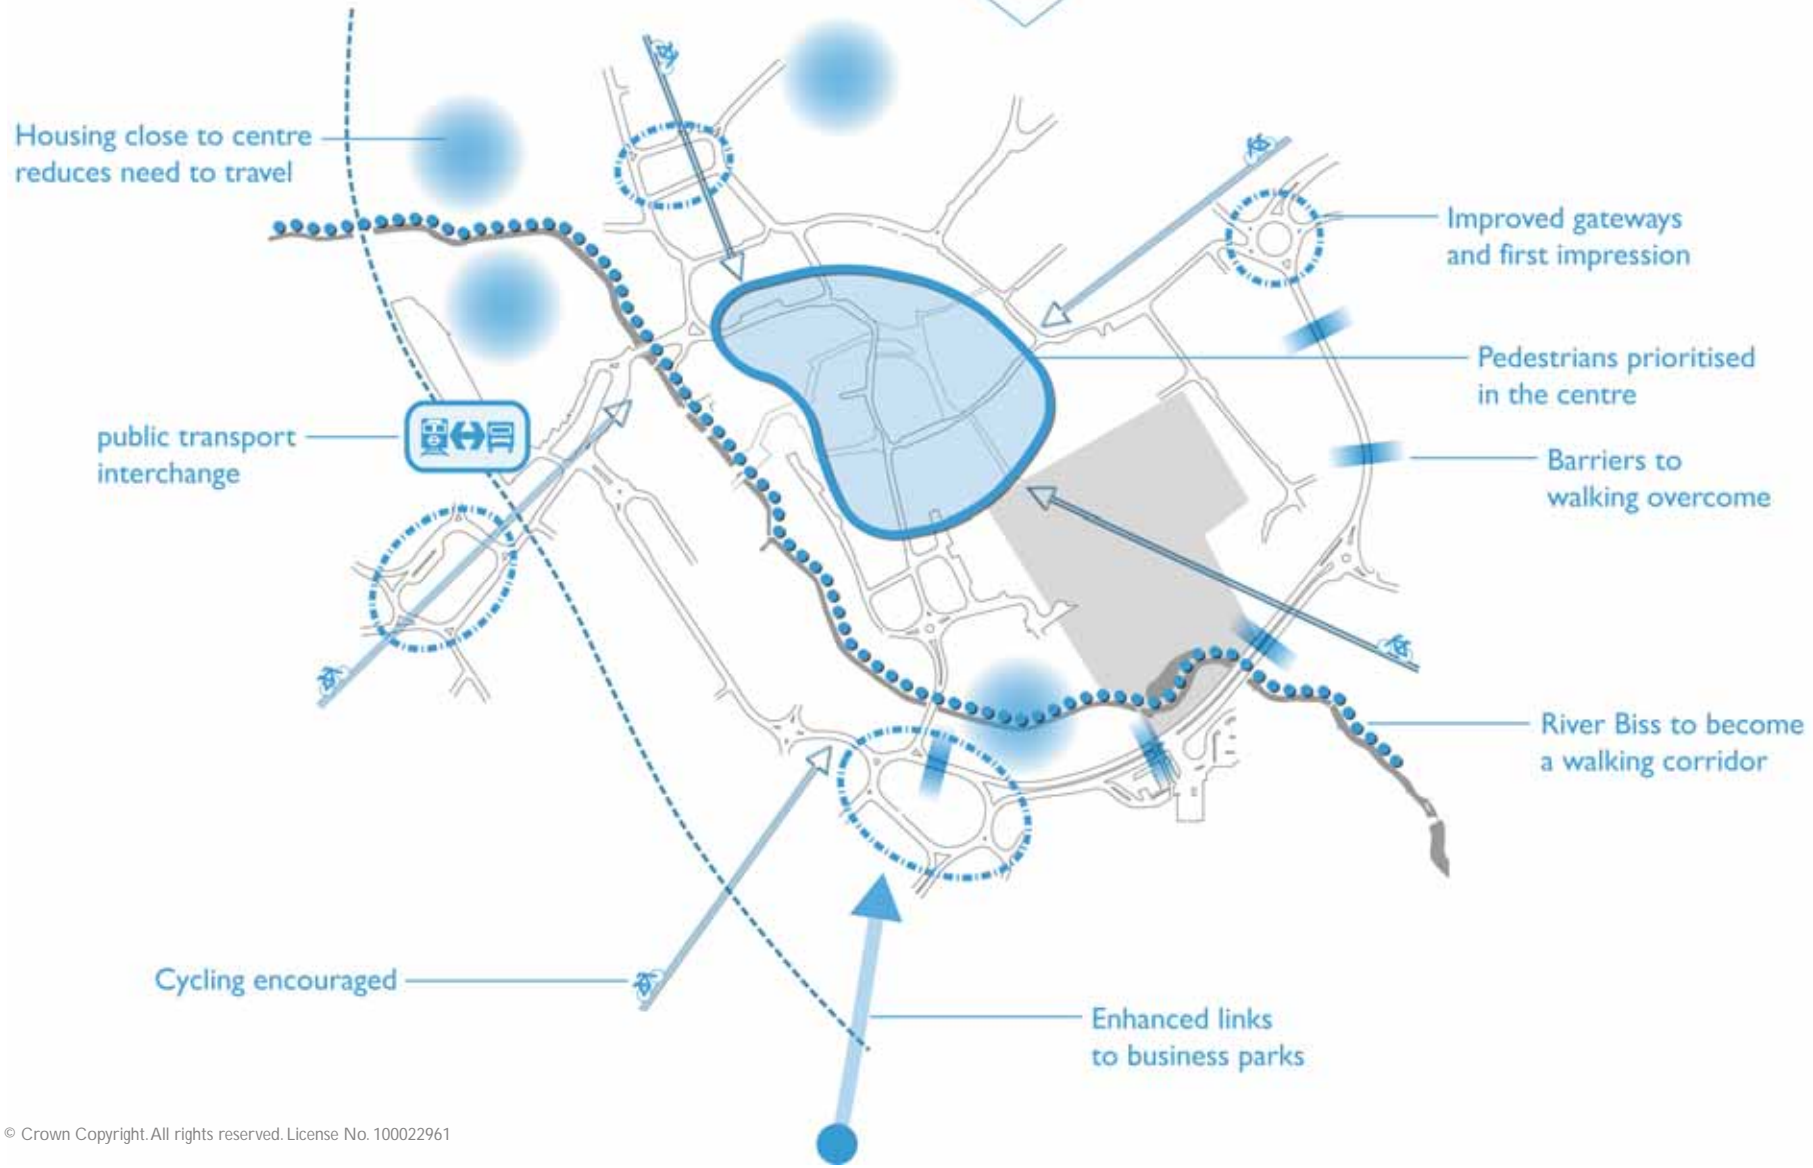 Housing close to centre
reduces need to travel
Improved gateways
and first impression
Pedestrians prioritised
in the centre
public transport
interchange
Barriers to
walking overcome
River Biss to become
a walking corridor
Cycling encouraged
Enhanced links
to business parks
© Crown Copyright. All rights reserved. License No. 100022961